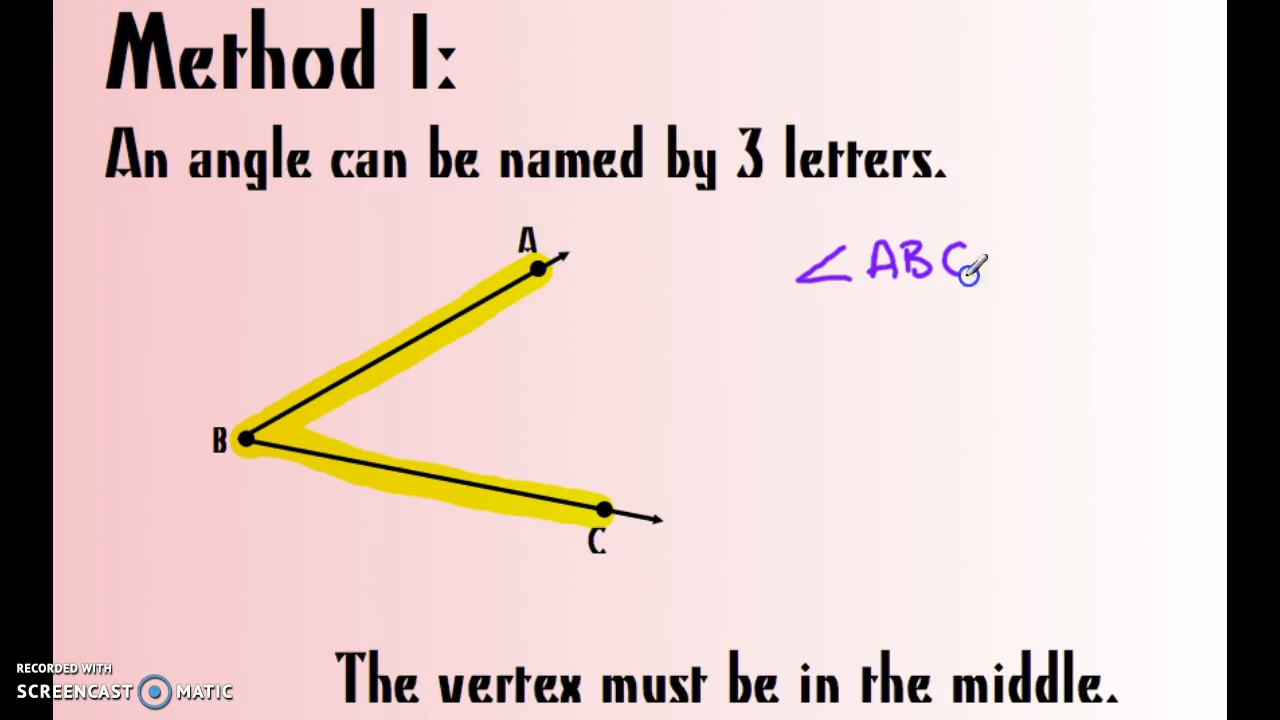 Method 1:
An angle can be named by 3 letters.
A
∠ABC
B
C
The vertex must be in the middle.
RECORDED WITH
SCREENCAST MATIC